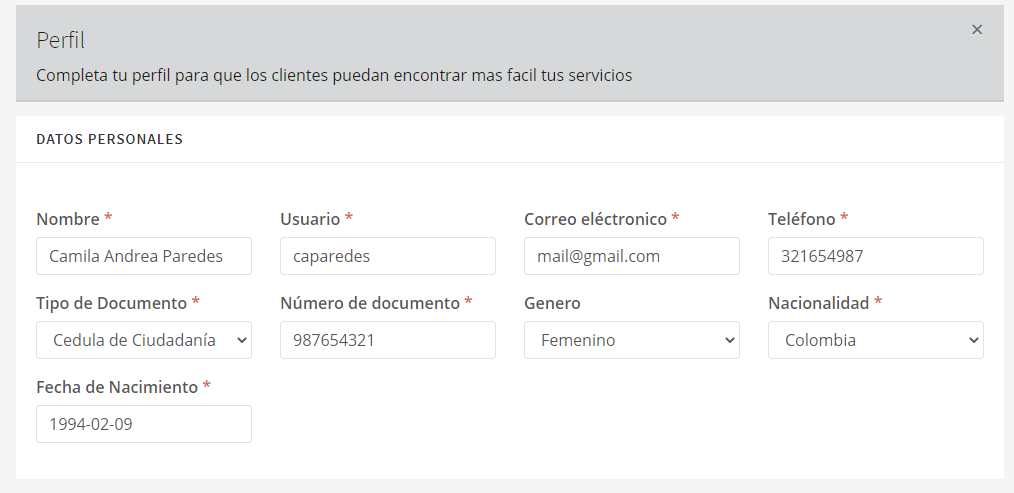 Perfil
×
Completa tu perfil para que los clientes puedan encontrar mas facil tus servicios
DATOS PERSONALES
Nombre * Usuario * Correo eléctronico * Teléfono *
Camila Andrea Paredes caparedes mail@gmail.com 321654987
Tipo de Documento * Número de documento * Genero Nacionalidad *
Cedula de Ciudadanía 987654321 Femenino Colombia
Fecha de Nacimiento *
1994-02-09